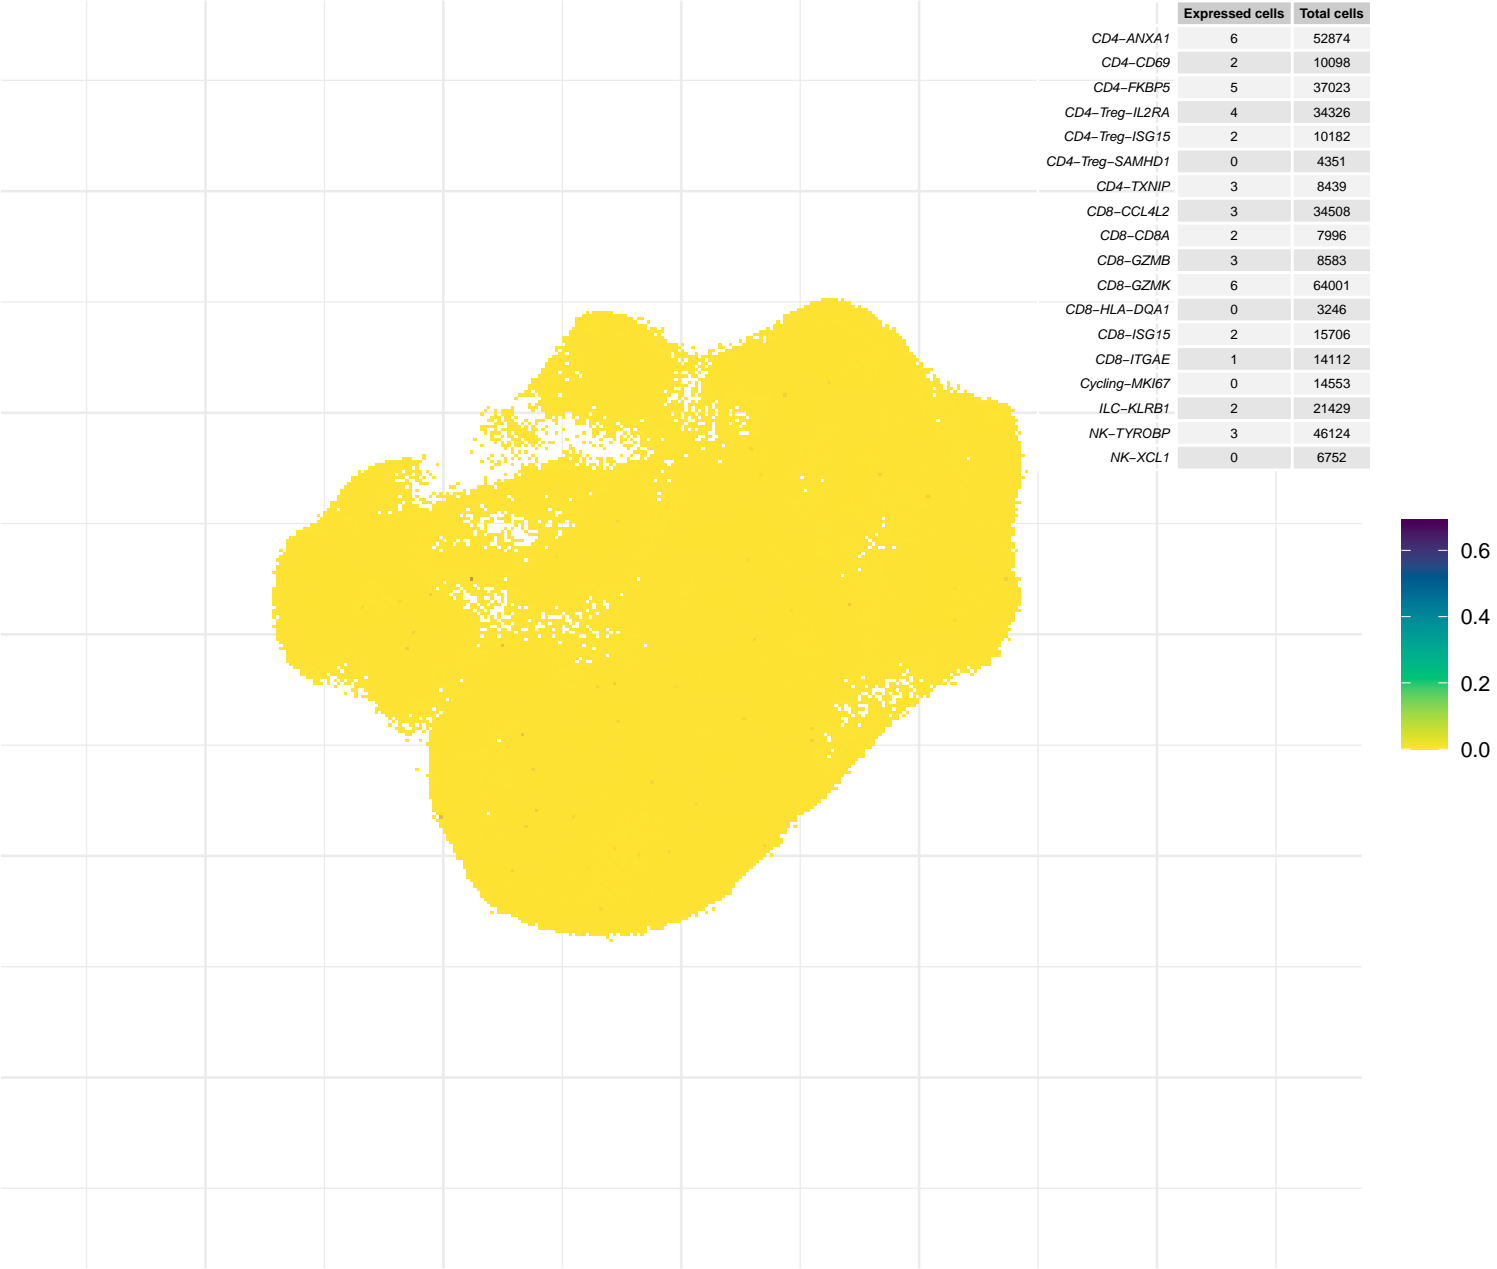 Expressed cells Total cells
CD4−ANXA1 6 52874
CD4−CD69 2 10098
CD4−FKBP5 5 37023
CD4−Treg−IL2RA 4 34326
CD4−Treg−ISG15 2 10182
CD4−Treg−SAMHD1 0 4351
CD4−TXNIP 3 8439
CD8−CCL4L2 3 34508
CD8−CD8A 2 7996
CD8−GZMB 3 8583
CD8−GZMK 6 64001
CD8−HLA−DQA1 0 3246
CD8−ISG15 2 15706
CD8−ITGAE 1 14112
Cycling−MKI67 0 14553
ILC−KLRB1 2 21429
NK−TYROBP 3 46124
NK−XCL1 0 6752
0.6
0.4
0.2
0.0